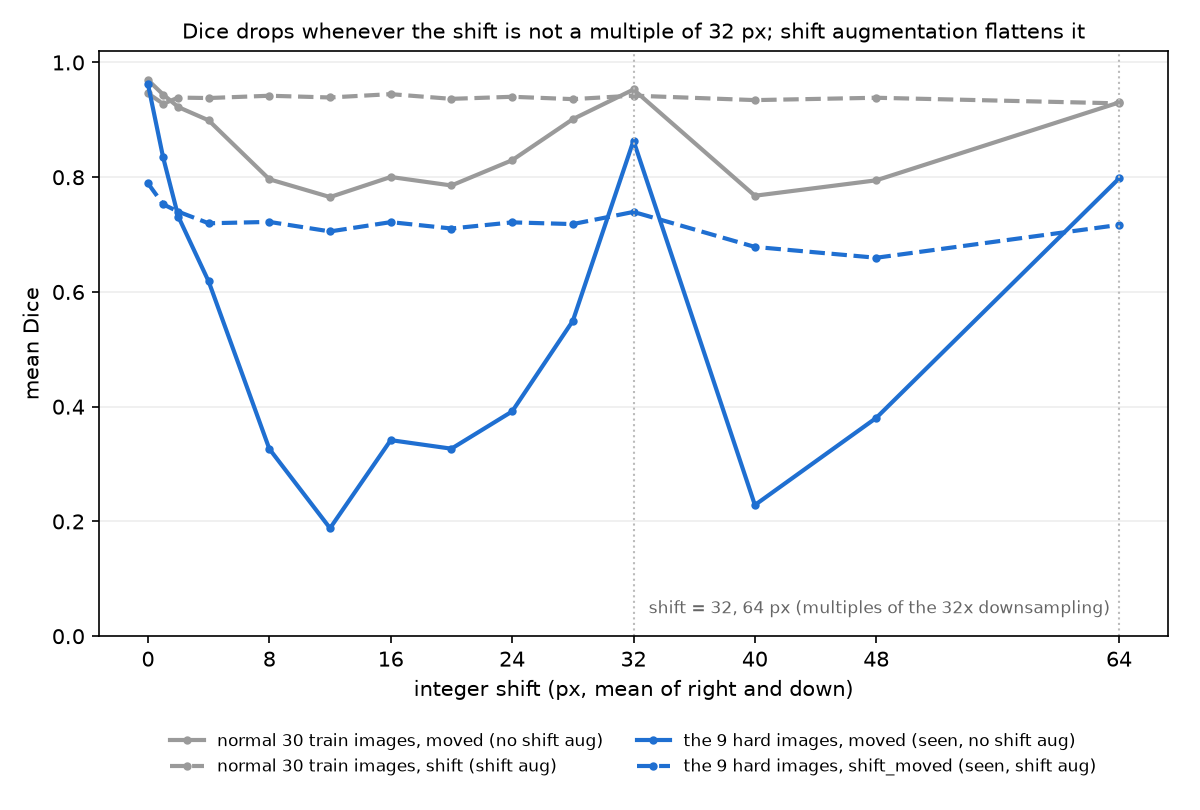 Dice drops whenever the shift is not a multiple of 32 px; shift augmentation flattens it
mean Dice
1.0
0.8
0.6
0.4
0.2
0.0
shift = 32, 64 px (multiples of the 32x downsampling)
0 8 16 24 32 40 48 64
integer shift (px, mean of right and down)
normal 30 train images, moved (no shift aug)
normal 30 train images, shift (shift aug)
the 9 hard images, moved (seen, no shift aug)
the 9 hard images, shift_moved (seen, shift aug)